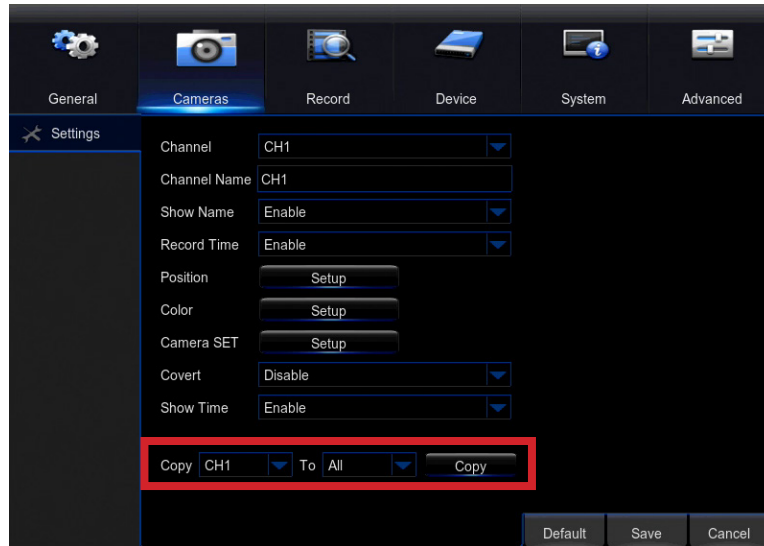 General Cameras Record Device System Advanced
Settings
Channel CH1
Channel Name CH1
Show Name Enable
Record Time Enable
Position Setup
Color Setup
Camera SET Setup
Covert Disable
Show Time Enable
Copy CH1 To All Copy
Default Save Cancel